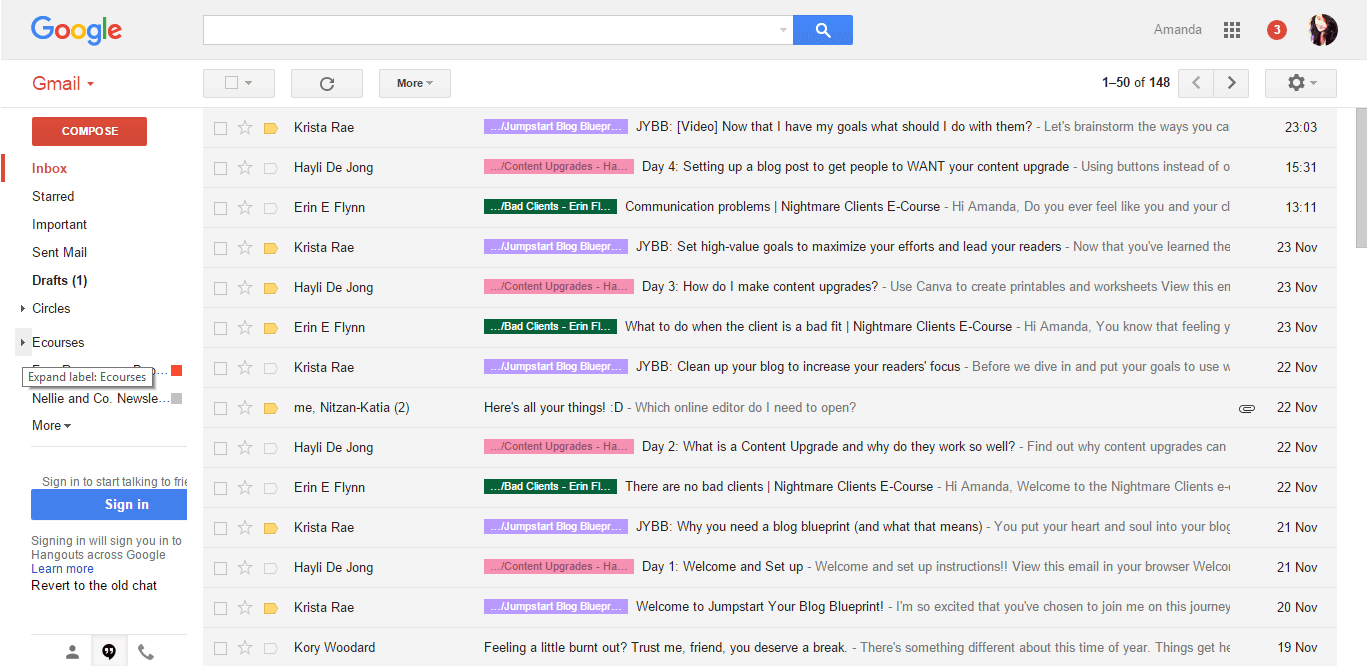 Google
Amanda
3
Gmail
More
1–50 of 148
COMPOSE
Inbox
Starred
Important
Sent Mail
Drafts (1)
Circles
Ecourses
Expand label: Ecourses
Nellie and Co. Newsle...
More
Sign in to start talking to frie
Sign in
Signing in will sign you in to
Hangouts across Google
Learn more
Revert to the old chat
Krista Rae .../Jumpstart Blog Bluepr... JYBB: [Video] Now that I have my goals what should I do with them? - Let's brainstorm the ways you ca 23:03
Hayli De Jong .../Content Upgrades - Ha... Day 4: Setting up a blog post to get people to WANT your content upgrade - Using buttons instead of o 15:31
Erin E Flynn .../Bad Clients - Erin Fl... Communication problems | Nightmare Clients E-Course - Hi Amanda, Do you ever feel like you and your cl 13:11
Krista Rae .../Jumpstart Blog Bluepr... JYBB: Set high-value goals to maximize your efforts and lead your readers - Now that you've learned the 23 Nov
Hayli De Jong .../Content Upgrades - Ha... Day 3: How do I make content upgrades? - Use Canva to create printables and worksheets View this em 23 Nov
Erin E Flynn .../Bad Clients - Erin Fl... What to do when the client is a bad fit | Nightmare Clients E-Course - Hi Amanda, You know that feeling y 23 Nov
Krista Rae .../Jumpstart Blog Bluepr... JYBB: Clean up your blog to increase your readers' focus - Before we dive in and put your goals to use w 22 Nov
me, Nitzan-Katia (2) Here's all your things! :D - Which online editor do I need to open? 22 Nov
Hayli De Jong .../Content Upgrades - Ha... Day 2: What is a Content Upgrade and why do they work so well? - Find out why content upgrades can 22 Nov
Erin E Flynn .../Bad Clients - Erin Fl... There are no bad clients | Nightmare Clients E-Course - Hi Amanda, Welcome to the Nightmare Clients e- 22 Nov
Krista Rae .../Jumpstart Blog Bluepr... JYBB: Why you need a blog blueprint (and what that means) - You put your heart and soul into your blog 21 Nov
Hayli De Jong .../Content Upgrades - Ha... Day 1: Welcome and Set up - Welcome and set up instructions!! View this email in your browser Welcor 21 Nov
Krista Rae .../Jumpstart Blog Bluepr... Welcome to Jumpstart Your Blog Blueprint! - I'm so excited that you've chosen to join me on this journey 20 Nov
Kory Woodard Feeling a little burnt out? Trust me, friend, you deserve a break. - There's something different about this time of year. Things get he 19 Nov